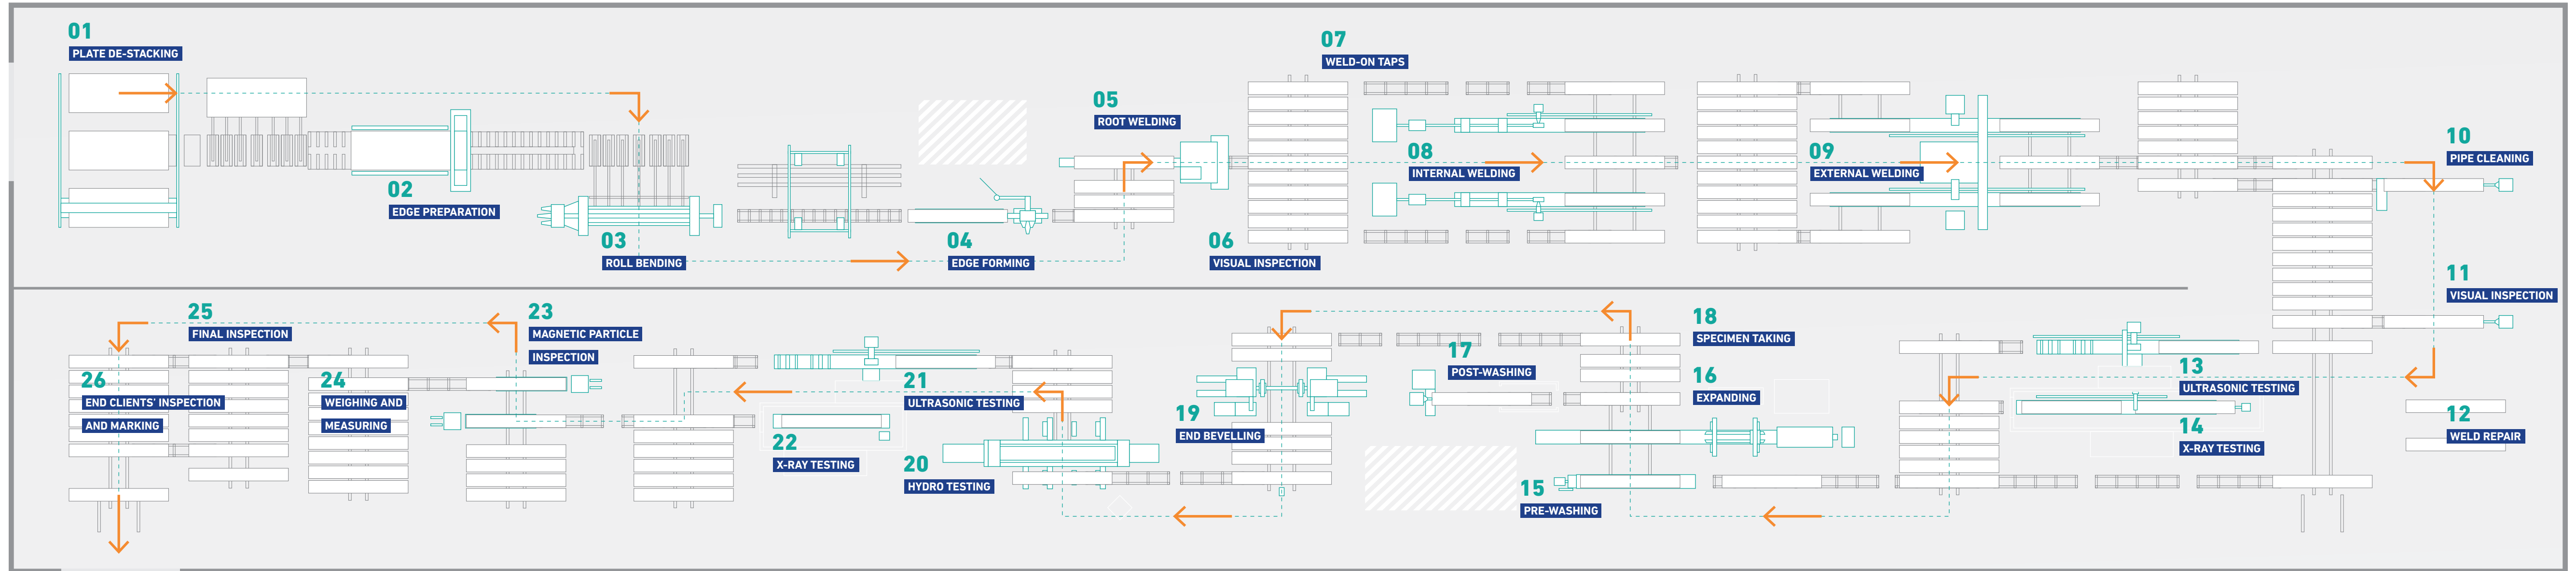 01
PLATE DE-STACKING
02
EDGE PREPARATION
03
ROLL BENDING
04
EDGE FORMING
05
ROOT WELDING
06
VISUAL INSPECTION
07
WELD-ON TAPS
08
INTERNAL WELDING
09
EXTERNAL WELDING
10
PIPE CLEANING
11
VISUAL INSPECTION
12
WELD REPAIR
13
ULTRASONIC TESTING
14
X-RAY TESTING
15
PRE-WASHING
16
EXPANDING
17
POST-WASHING
18
SPECIMEN TAKING
19
END BEVELLING
20
HYDRO TESTING
21
ULTRASONIC TESTING
22
X-RAY TESTING
23
MAGNETIC PARTICLE
INSPECTION
24
WEIGHING AND
MEASURING
25
FINAL INSPECTION
26
END CLIENTS' INSPECTION
AND MARKING